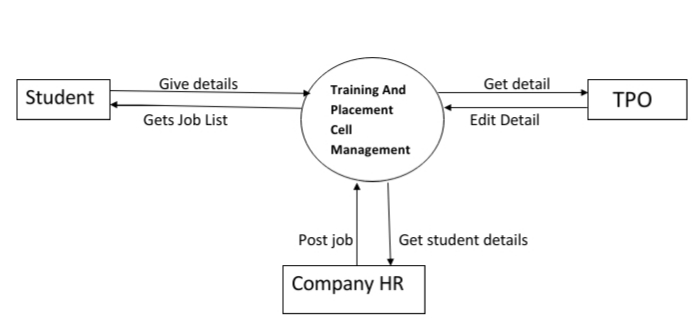 Give details
Get detail
Student
Training And
Placement
Cell
Management
TPO
Gets Job List
Edit Detail
Post job
Get student details
Company HR